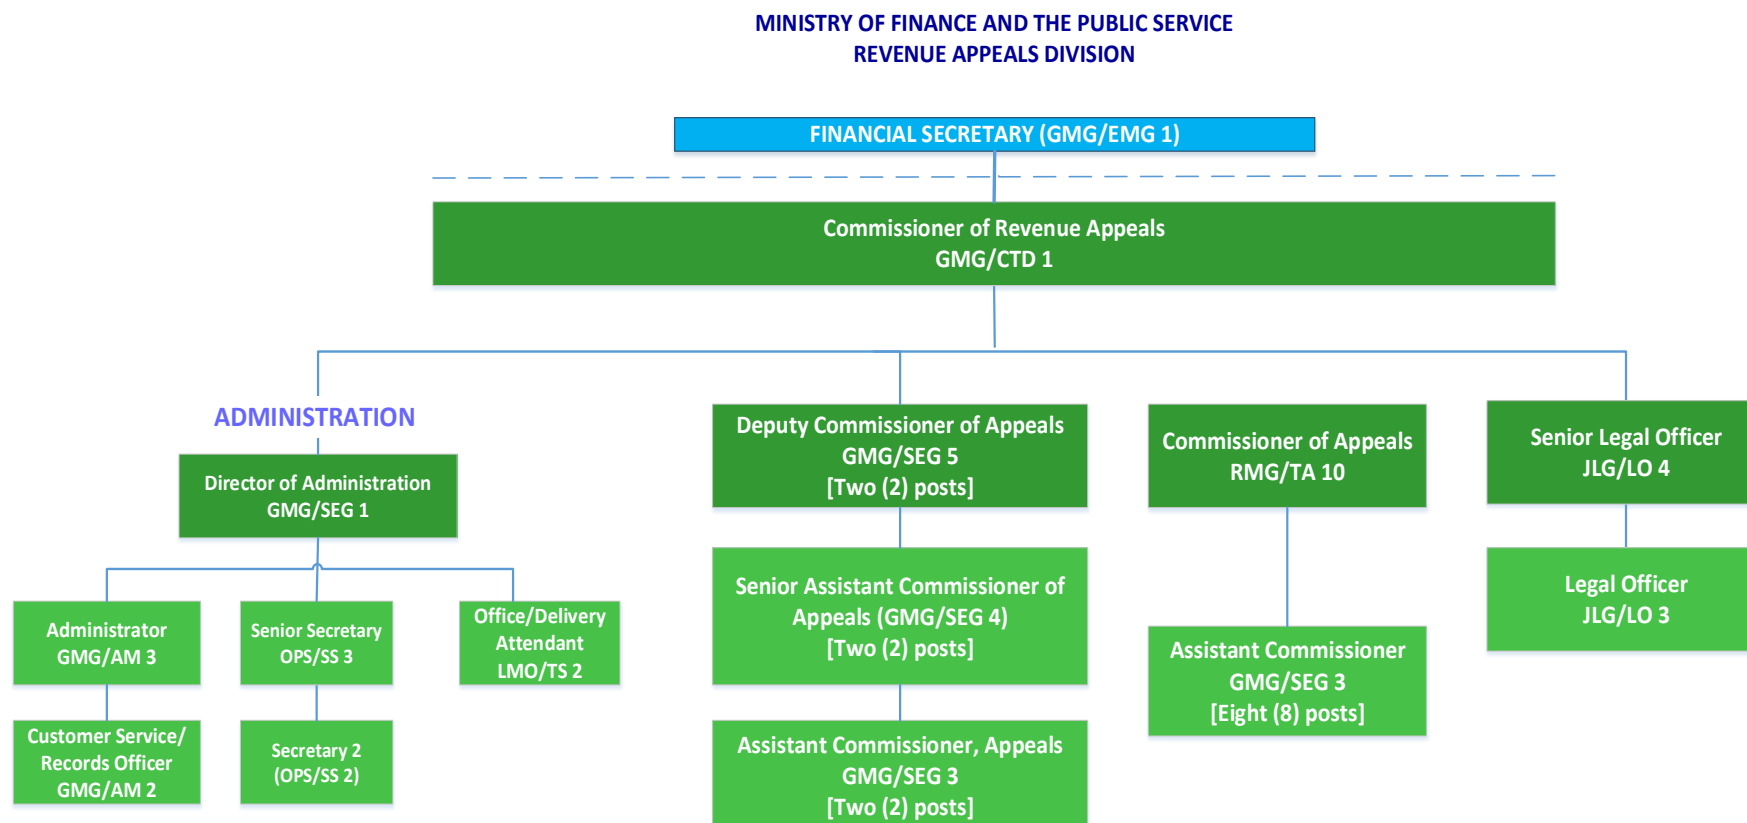 MINISTRY OF FINANCE AND THE PUBLIC SERVICE
REVENUE APPEALS DIVISION
FINANCIAL SECRETARY (GMG/EMG 1)
Commissioner of Revenue Appeals
GMG/CTD 1
ADMINISTRATION
Director of Administration
GMG/SEG 1
Administrator
GMG/AM 3
Customer Service/
Records Officer
GMG/AM 2
Senior Secretary
OPS/SS 3
Secretary 2
(OPS/SS 2)
Office/Delivery
Attendant
LMO/TS 2
Deputy Commissioner of Appeals
GMG/SEG 5
[Two (2) posts]
Senior Assistant Commissioner of
Appeals (GMG/SEG 4)
[Two (2) posts]
Assistant Commissioner, Appeals
GMG/SEG 3
[Two (2) posts]
Commissioner of Appeals
RMG/TA 10
Assistant Commissioner
GMG/SEG 3
[Eight (8) posts]
Senior Legal Officer
JLG/LO 4
Legal Officer
JLG/LO 3